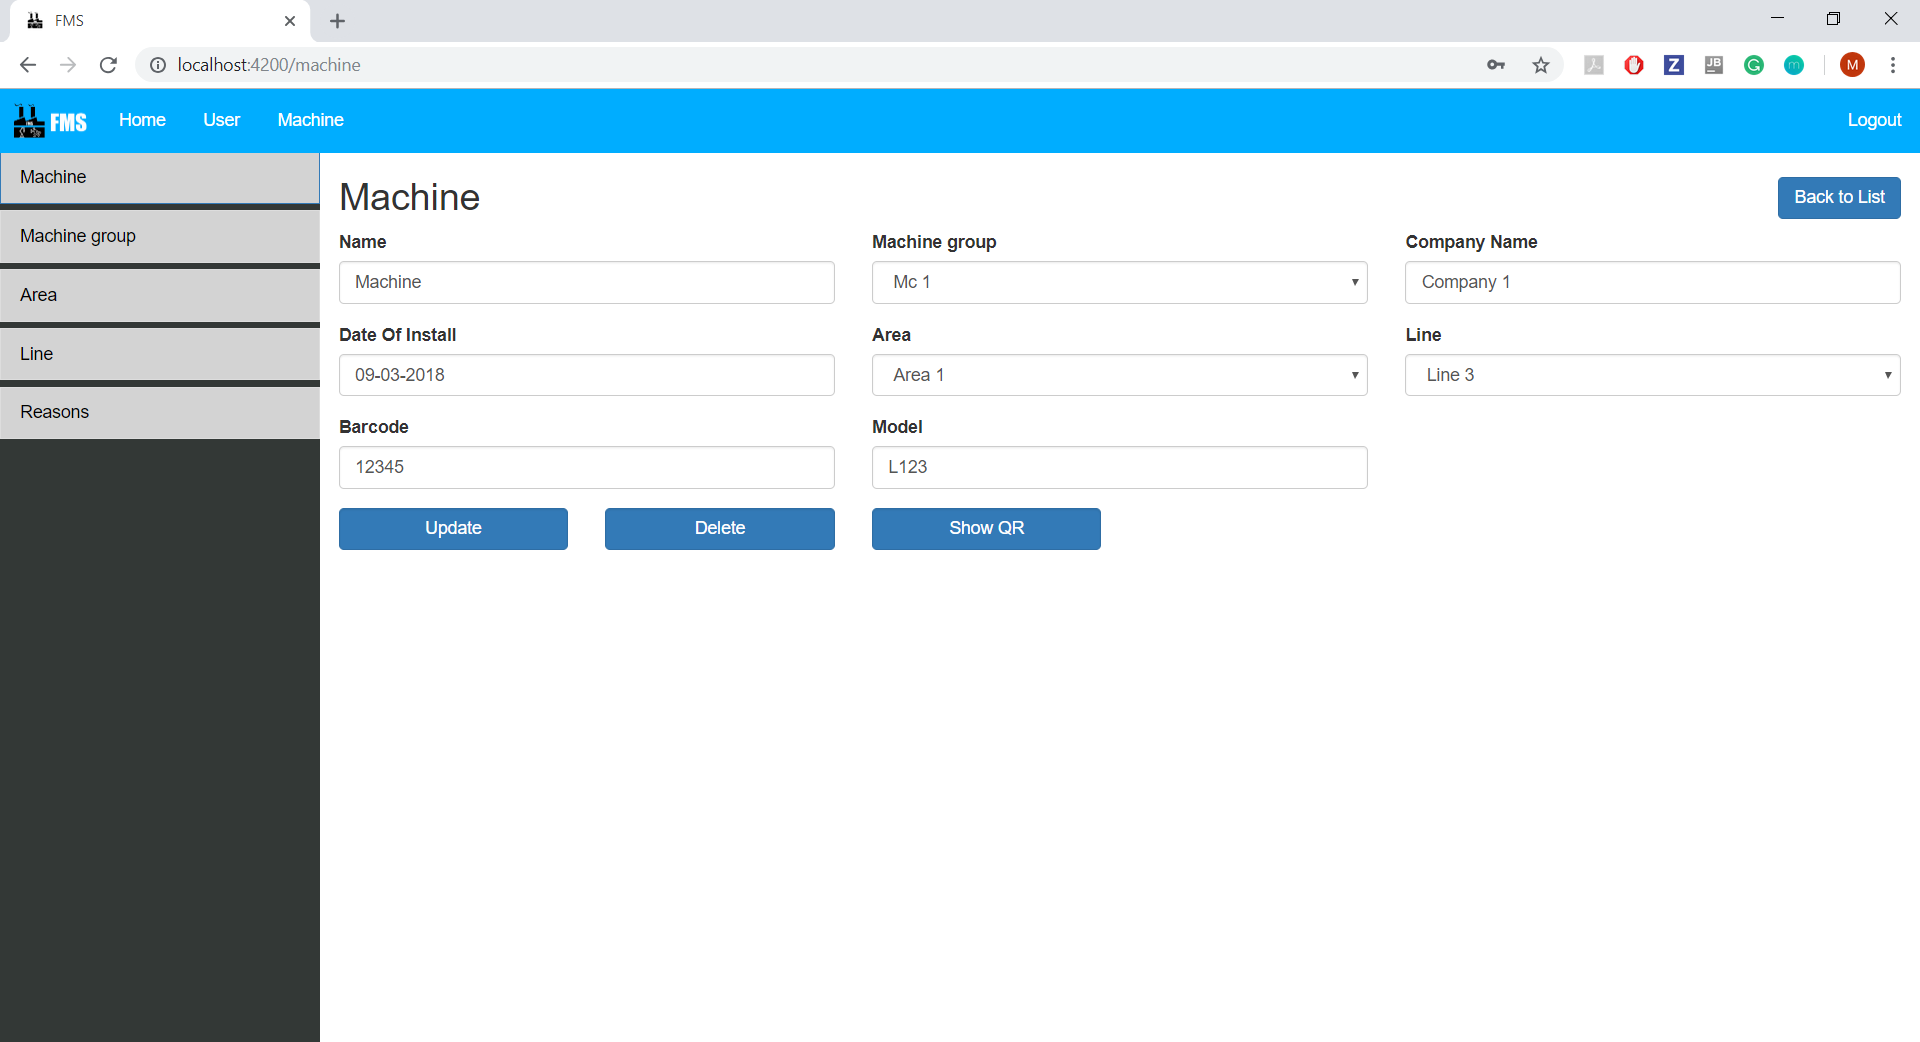 FMS
localhost:4200/machine
JB
M
FMS Home User Machine Logout
Machine
Machine group
Area
Line
Reasons
Machine
Back to List
Name Machine group Company Name
Machine Mc 1 Company 1
Date Of Install Area Line
09-03-2018 Area 1 Line 3
Barcode Model
12345 L123
Update Delete Show QR